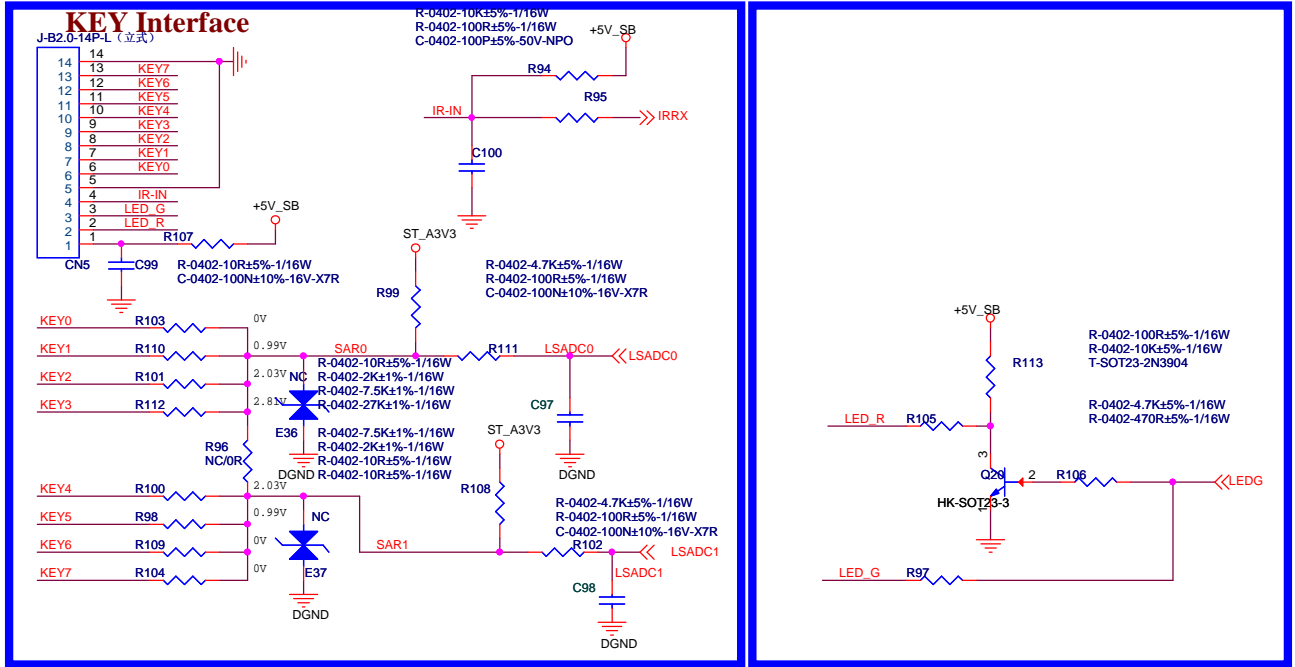 KEY Interface
J-B2.0-14P-L（立式）
14
13
12
11
10
9
8
7
6
5
4
3
2
1
14
13
12
11
10
9
8
7
6
5
4
3
2
1
KEY7
KEY6
KEY5
KEY4
KEY3
KEY2
KEY1
KEY0
IR-IN
LED_G
LED_R
CN5
C99
R107
+5V_SB
R-0402-10R±5%-1/16W
C-0402-100N±10%-16V-X7R
R-0402-10K±5%-1/16W
R-0402-100R±5%-1/16W
C-0402-100P±5%-50V-NPO
+5V_SB
R94
R95
IR-IN
IRRX
C100
ST_A3V3
R99
R-0402-4.7K±5%-1/16W
R-0402-100R±5%-1/16W
C-0402-100N±10%-16V-X7R
KEY0 R103 0V
KEY1 R110 0.99V
KEY2 R101 2.03V
KEY3 R112 2.81V
SAR0
R111
LSADC0
LSADC0
NC
R-0402-10R±5%-1/16W
R-0402-2K±1%-1/16W
R-0402-7.5K±1%-1/16W
R-0402-27K±1%-1/16W
C97
DGND
E36
R-0402-7.5K±1%-1/16W
R-0402-2K±1%-1/16W
R-0402-10R±5%-1/16W
R-0402-10R±5%-1/16W
DGND
R96
NC/0R
ST_A3V3
R108
KEY4 R100 2.03V
KEY5 R98 0.99V
KEY6 R109 0V
KEY7 R104 0V
NC
E37
DGND
SAR1
R-0402-4.7K±5%-1/16W
R-0402-100R±5%-1/16W
C-0402-100N±10%-16V-X7R
R102
LSADC1
LSADC1
C98
DGND
+5V_SB
R113
R-0402-100R±5%-1/16W
R-0402-10K±5%-1/16W
T-SOT23-2N3904
R-0402-4.7K±5%-1/16W
R-0402-470R±5%-1/16W
LED_R
R105
3
Q20
2
R106
LEDG
HK-SOT23-3
1
LED_G
R97